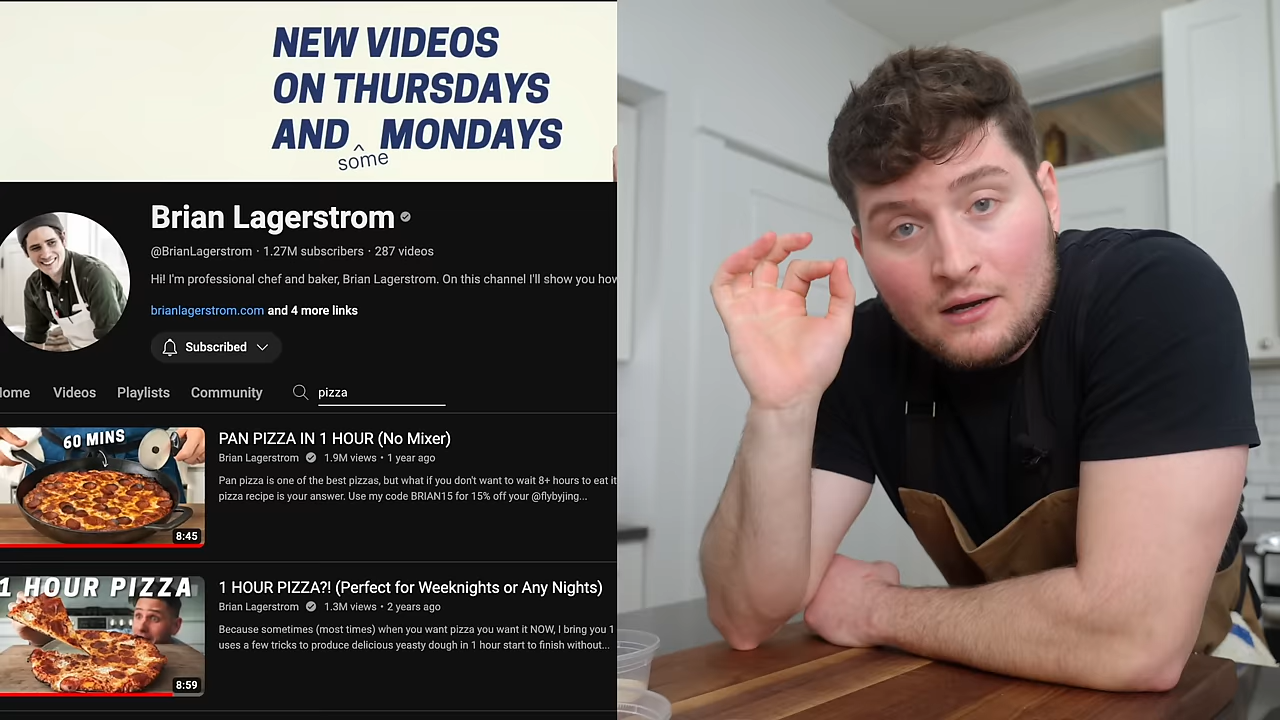 NEW VIDEOS
ON THURSDAYS
AND ^ MONDAYS
some
Brian Lagerstrom
@BrianLagerstrom · 1.27M subscribers · 287 videos
Hi! I'm professional chef and baker, Brian Lagerstrom. On this channel I'll show you how
brianlagerstrom.com and 4 more links
Subscribed
Home Videos Playlists Community pizza
60 MINS
8:45
PAN PIZZA IN 1 HOUR (No Mixer)
Brian Lagerstrom 1.9M views • 1 year ago
Pan pizza is one of the best pizzas, but what if you don't want to wait 8+ hours to eat it
pizza recipe is your answer. Use my code BRIAN15 for 15% off your @flybyjing...
1 HOUR PIZZA
8:59
1 HOUR PIZZA?! (Perfect for Weeknights or Any Nights)
Brian Lagerstrom 1.3M views • 2 years ago
Because sometimes (most times) when you want pizza you want it NOW, I bring you 1
uses a few tricks to produce delicious yeasty dough in 1 hour start to finish without...